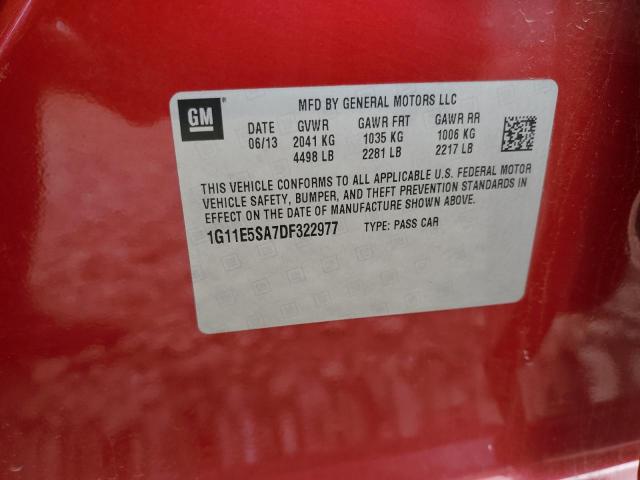 GM
MFD BY GENERAL MOTORS LLC
DATE GVWR GAWR FRT GAWR RR
06/13 2041 KG 1035 KG 1006 KG
4498 LB 2281 LB 2217 LB
THIS VEHICLE CONFORMS TO ALL APPLICABLE U.S. FEDERAL MOTOR
VEHICLE SAFETY, BUMPER, AND THEFT PREVENTION STANDARDS IN
EFFECT ON THE DATE OF MANUFACTURE SHOWN ABOVE.
1G11E5SA7DF322977 TYPE: PASS CAR